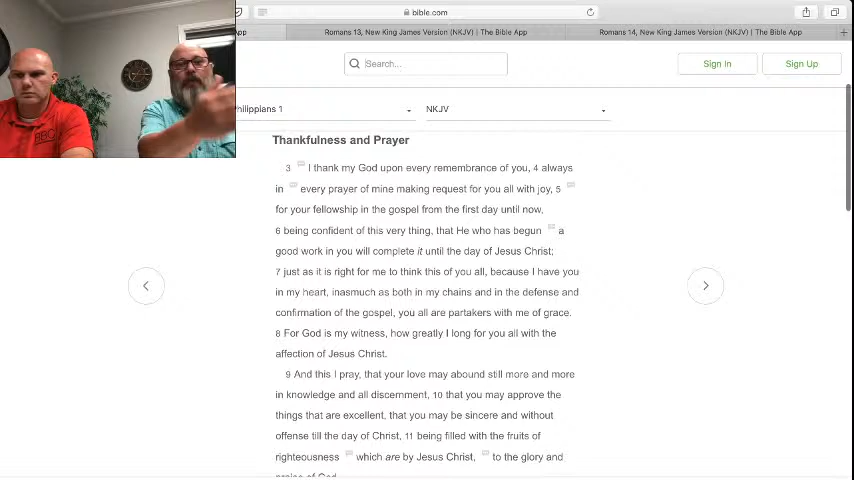 bible.com
App
Romans 13, New King James Version (NKJV) | The Bible App
Romans 14, New King James Version (NKJV) | The Bible App
Search...
Sign In
Sign Up
hilippians 1
NKJV
Thankfulness and Prayer
3 I thank my God upon every remembrance of you, 4 always
in every prayer of mine making request for you all with joy, 5
for your fellowship in the gospel from the first day until now,
6 being confident of this very thing, that He who has begun a
good work in you will complete it until the day of Jesus Christ;
7 just as it is right for me to think this of you all, because I have you
in my heart, inasmuch as both in my chains and in the defense and
confirmation of the gospel, you all are partakers with me of grace.
8 For God is my witness, how greatly I long for you all with the
affection of Jesus Christ.
9 And this I pray, that your love may abound still more and more
in knowledge and all discernment, 10 that you may approve the
things that are excellent, that you may be sincere and without
offense till the day of Christ, 11 being filled with the fruits of
righteousness which are by Jesus Christ, to the glory and
praise of God.